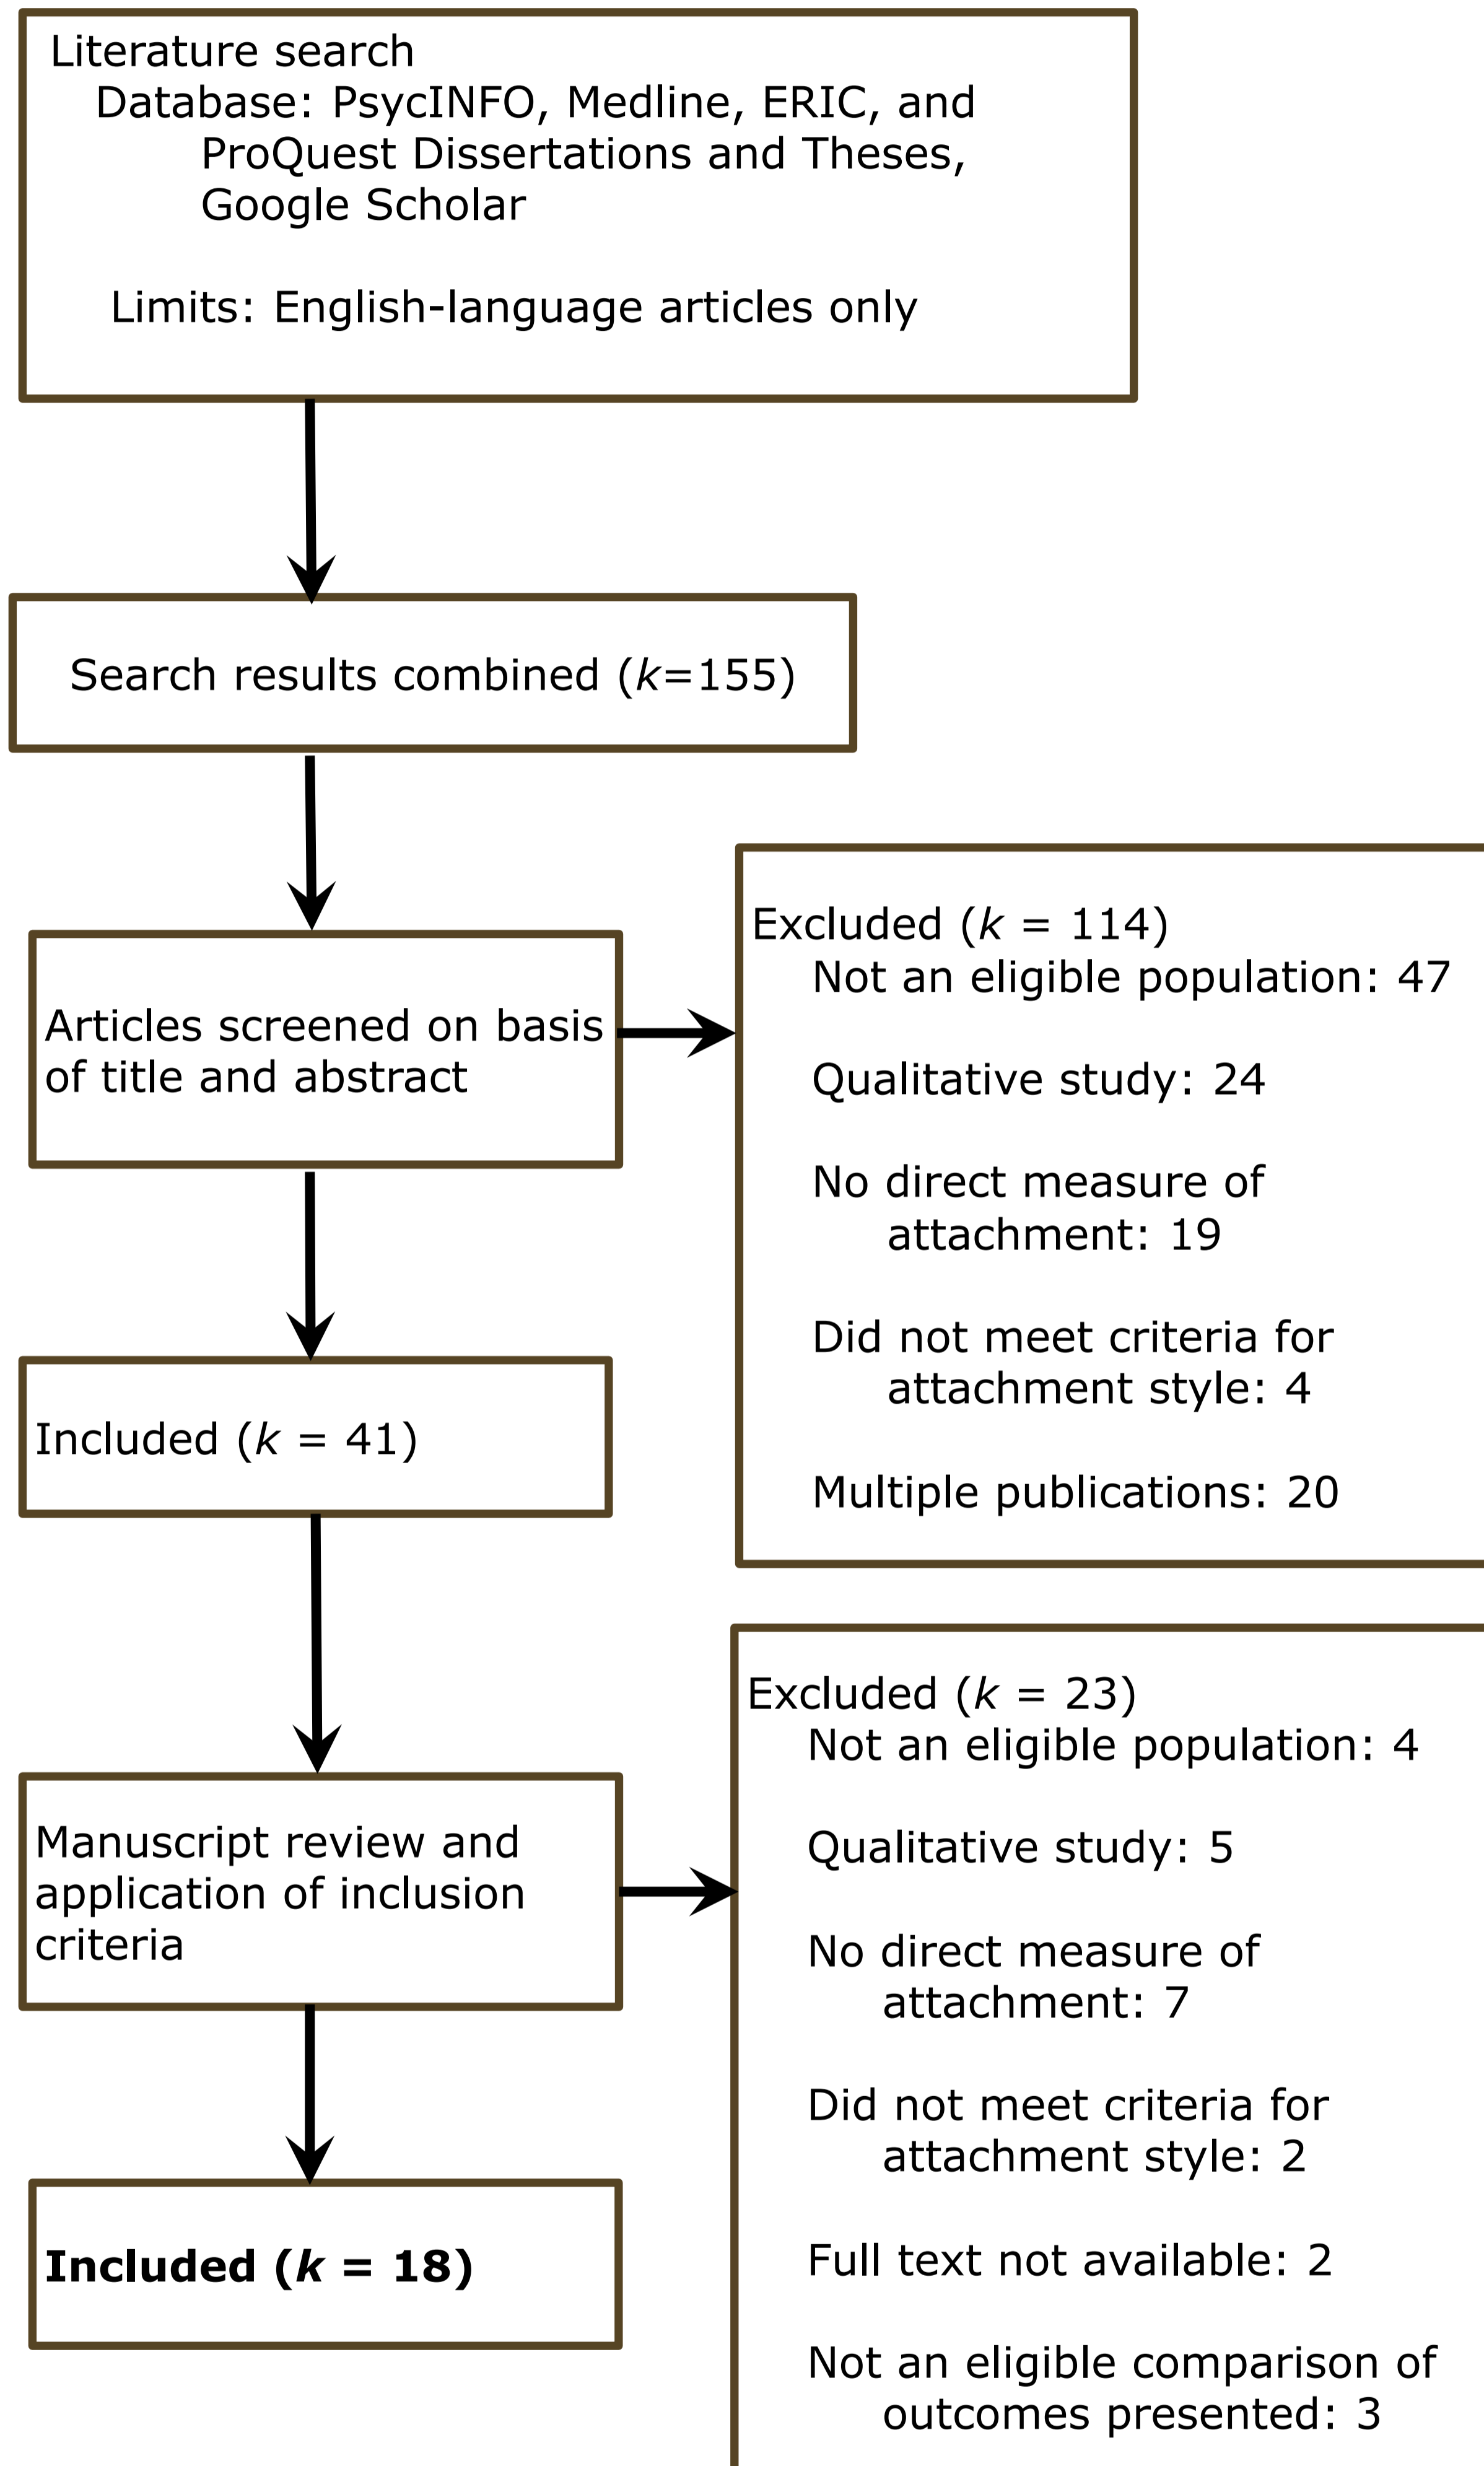 Literature search
Database: PsycINFO, Medline, ERIC, and
ProQuest Dissertations and Theses,
Google Scholar
Limits: English-language articles only
Search results combined (k=155)
Articles screened on basis
of title and abstract
Excluded (k = 114)
Not an eligible population: 47
Qualitative study: 24
No direct measure of
attachment: 19
Did not meet criteria for
attachment style: 4
Multiple publications: 20
Included (k = 41)
Manuscript review and
application of inclusion
criteria
Excluded (k = 23)
Not an eligible population: 4
Qualitative study: 5
No direct measure of
attachment: 7
Did not meet criteria for
attachment style: 2
Full text not available: 2
Not an eligible comparison of
outcomes presented: 3
Included (k = 18)